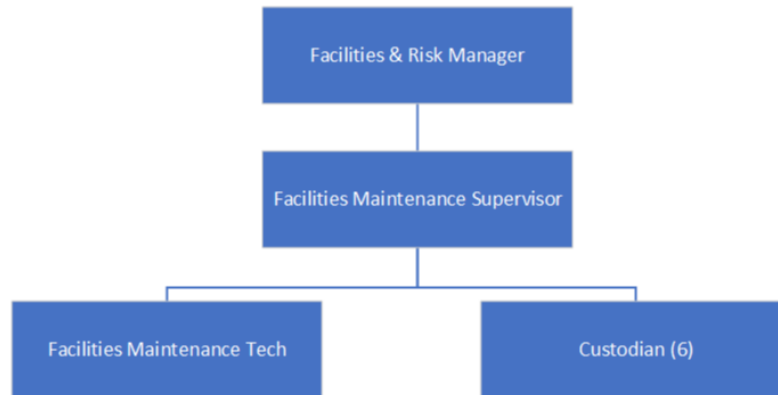 Facilities & Risk Manager
Facilities Maintenance Supervisor
Facilities Maintenance Tech
Custodian (6)